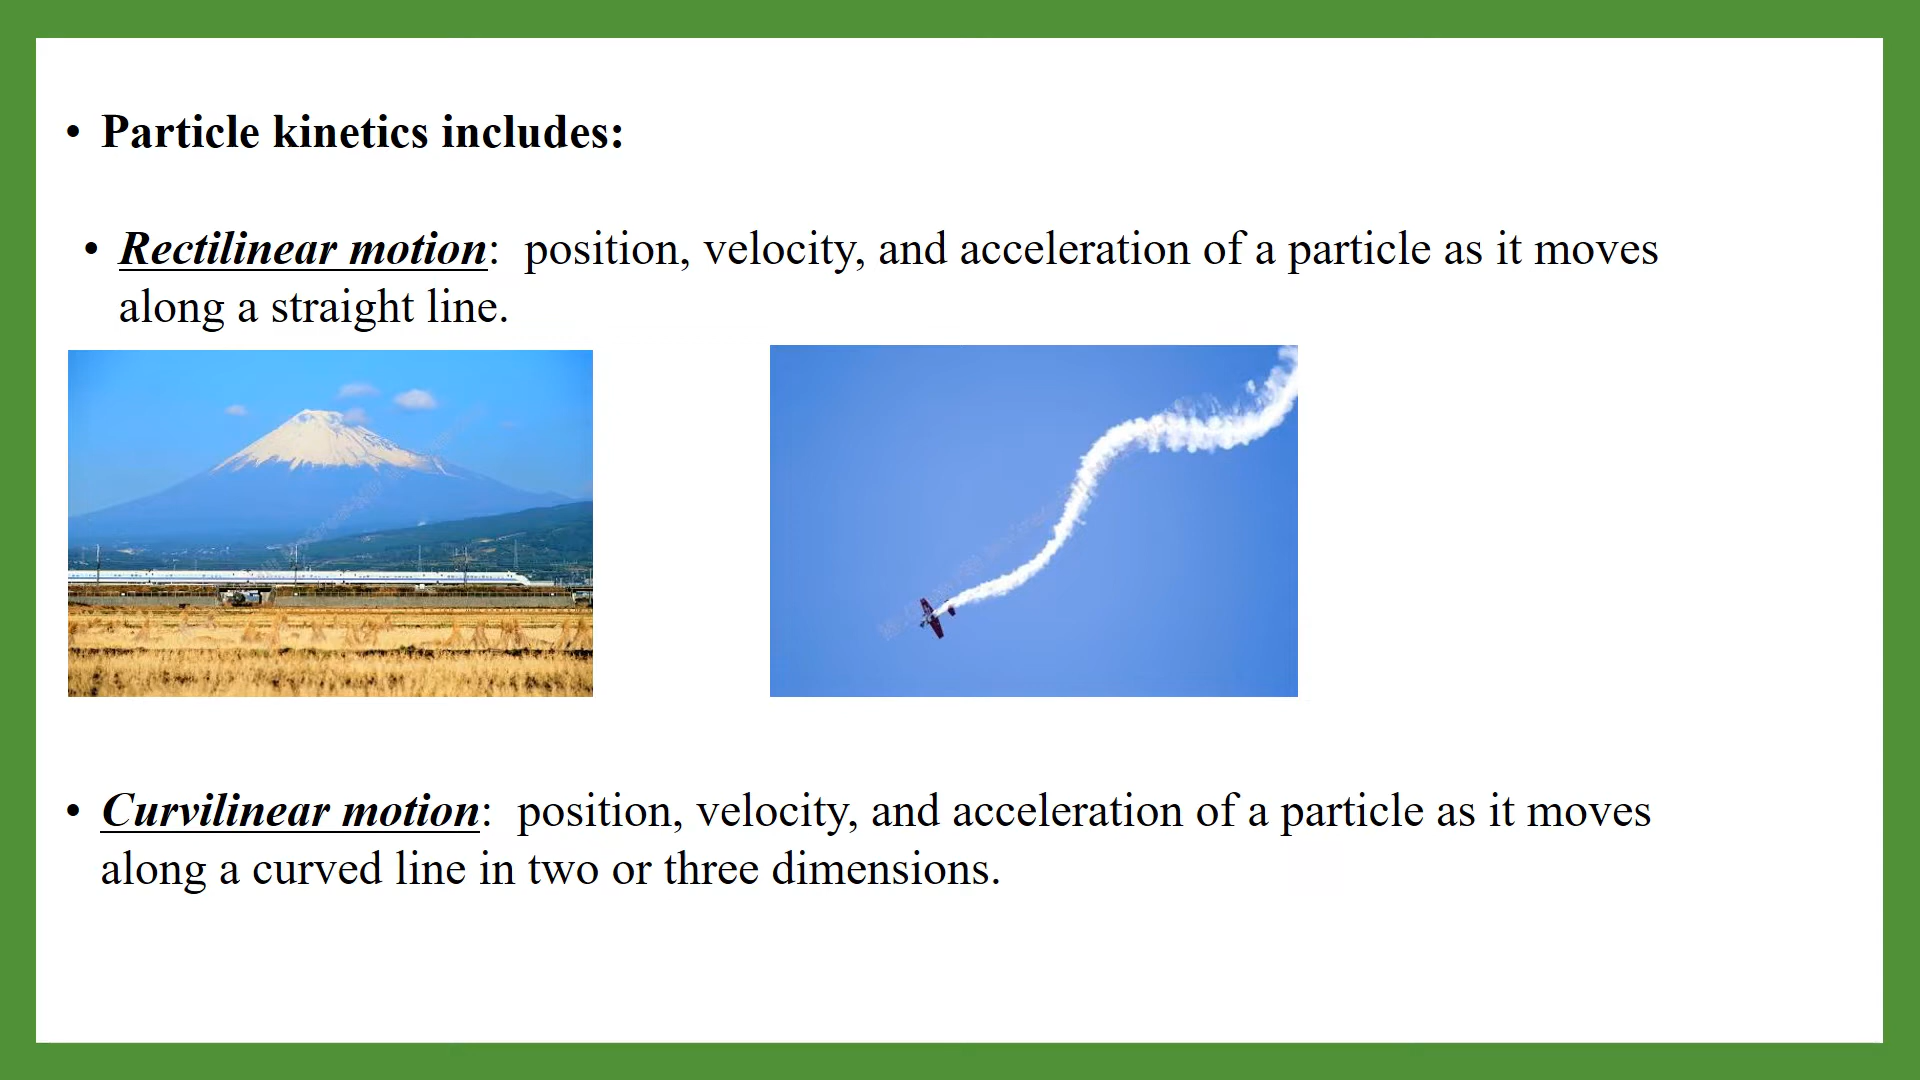 • Particle kinetics includes:
• Rectilinear motion:  position, velocity, and acceleration of a particle as it moves
along a straight line.
• Curvilinear motion:  position, velocity, and acceleration of a particle as it moves
along a curved line in two or three dimensions.